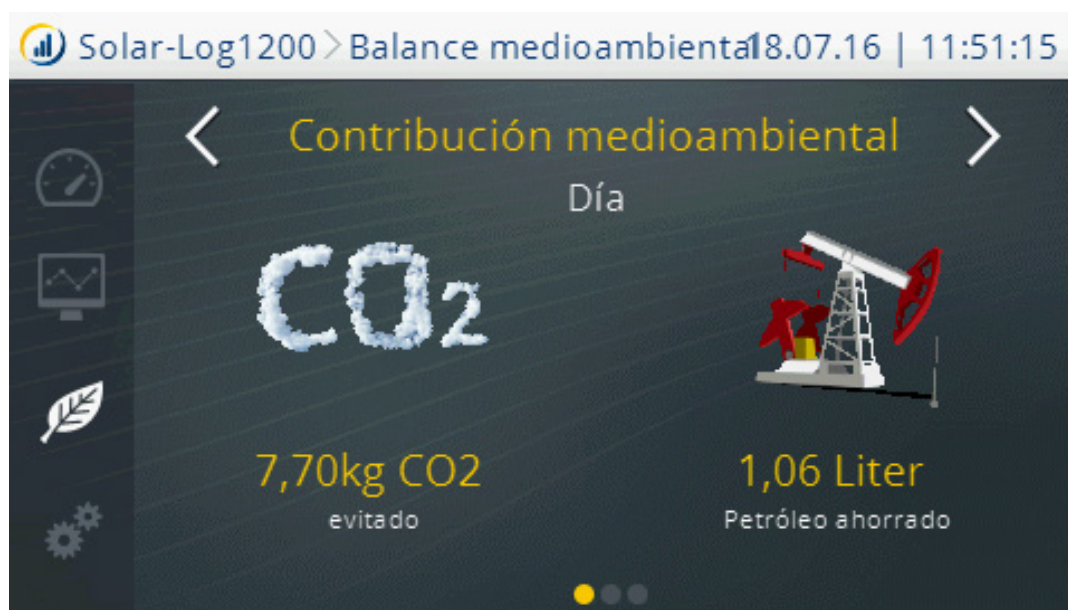 Solar-Log1200 > Balance medioambiental 18.07.16 | 11:51:15
Contribución medioambiental
Día
CO2
7,70kg CO2
1,06 Liter
evitado
Petróleo ahorrado